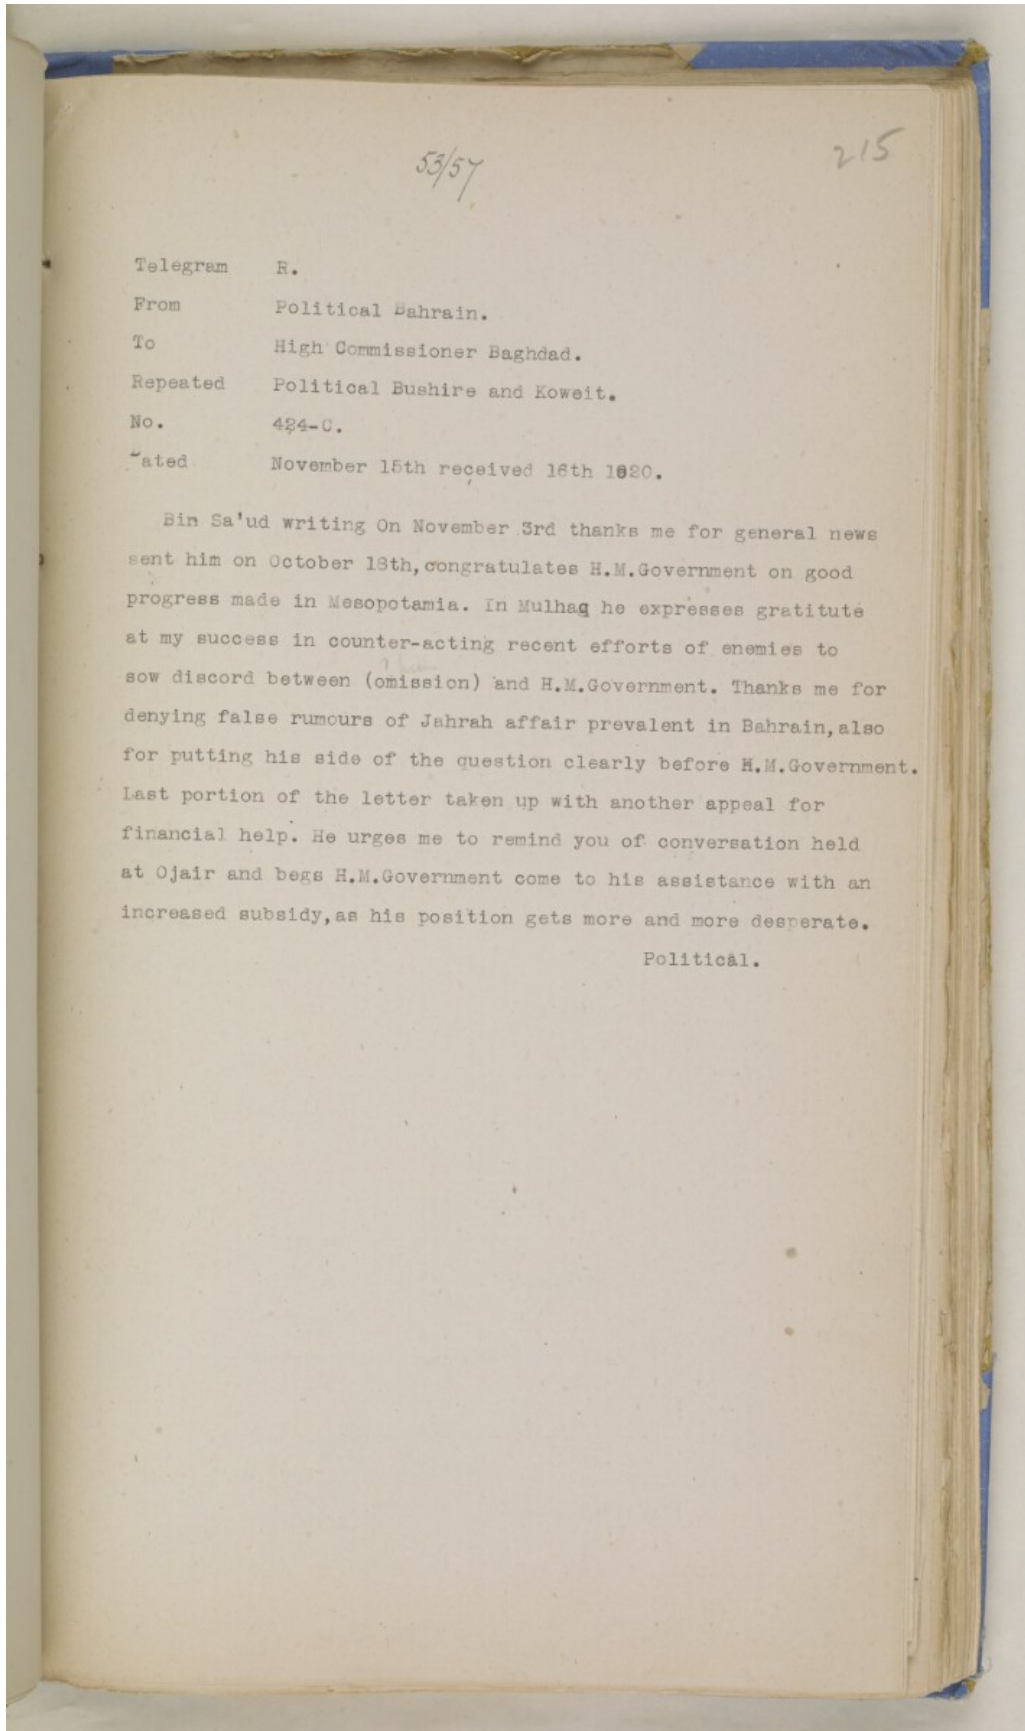 53/57
215
Telegram R.
From Political Bahrain.
To High Commissioner Baghdad.
Repeated Political Bushire and Koweit.
No. 424-C.
Dated November 15th received 16th 1920.
Bin Sa'ud writing On November 3rd thanks me for general news
sent him on October 18th,congratulates H.M.Government on good
progress made in Mesopotamia. In Mulhaq he expresses gratitute
at my success in counter-acting recent efforts of enemies to
sow discord between (omission) and H.M.Government. Thanks me for
denying false rumours of Jahrah affair prevalent in Bahrain,also
for putting his side of the question clearly before H.M.Government.
Last portion of the letter taken up with another appeal for
financial help. He urges me to remind you of conversation held
at Ojair and begs H.M.Government come to his assistance with an
increased subsidy,as his position gets more and more desperate.
Political.